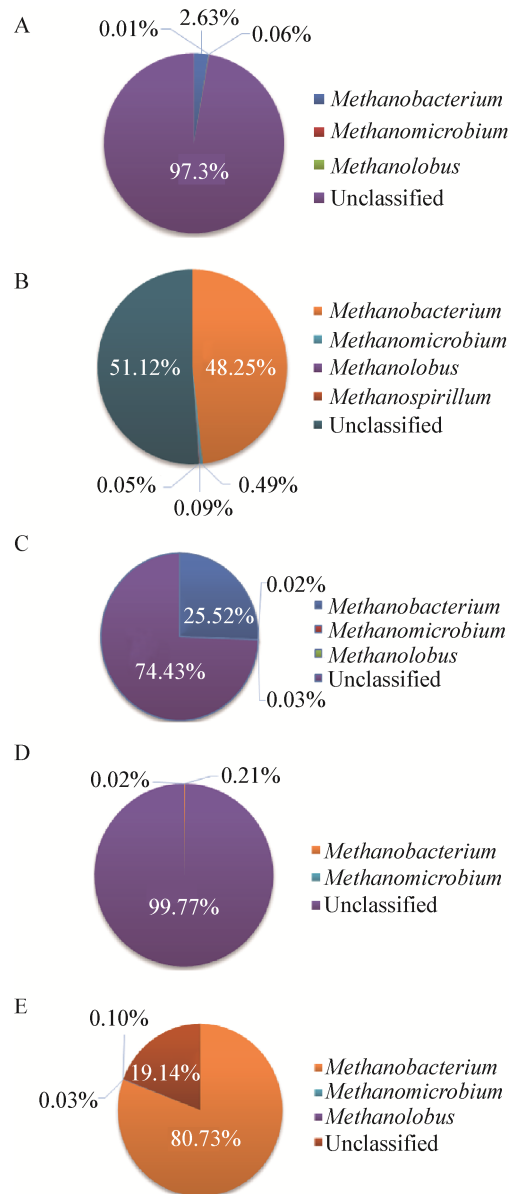 A
0.01%
2.63%
0.06%
97.3%
Methanobacterium
Methanomicrobium
Methanolobus
Unclassified
B
51.12%
48.25%
0.05%
0.09%
0.49%
Methanobacterium
Methanomicrobium
Methanolobus
Methanospirillum
Unclassified
C
25.52%
74.43%
0.02%
0.03%
Methanobacterium
Methanomicrobium
Methanolobus
Unclassified
D
0.02%
0.21%
99.77%
Methanobacterium
Methanomicrobium
Unclassified
E
0.10%
19.14%
0.03%
80.73%
Methanobacterium
Methanomicrobium
Methanolobus
Unclassified